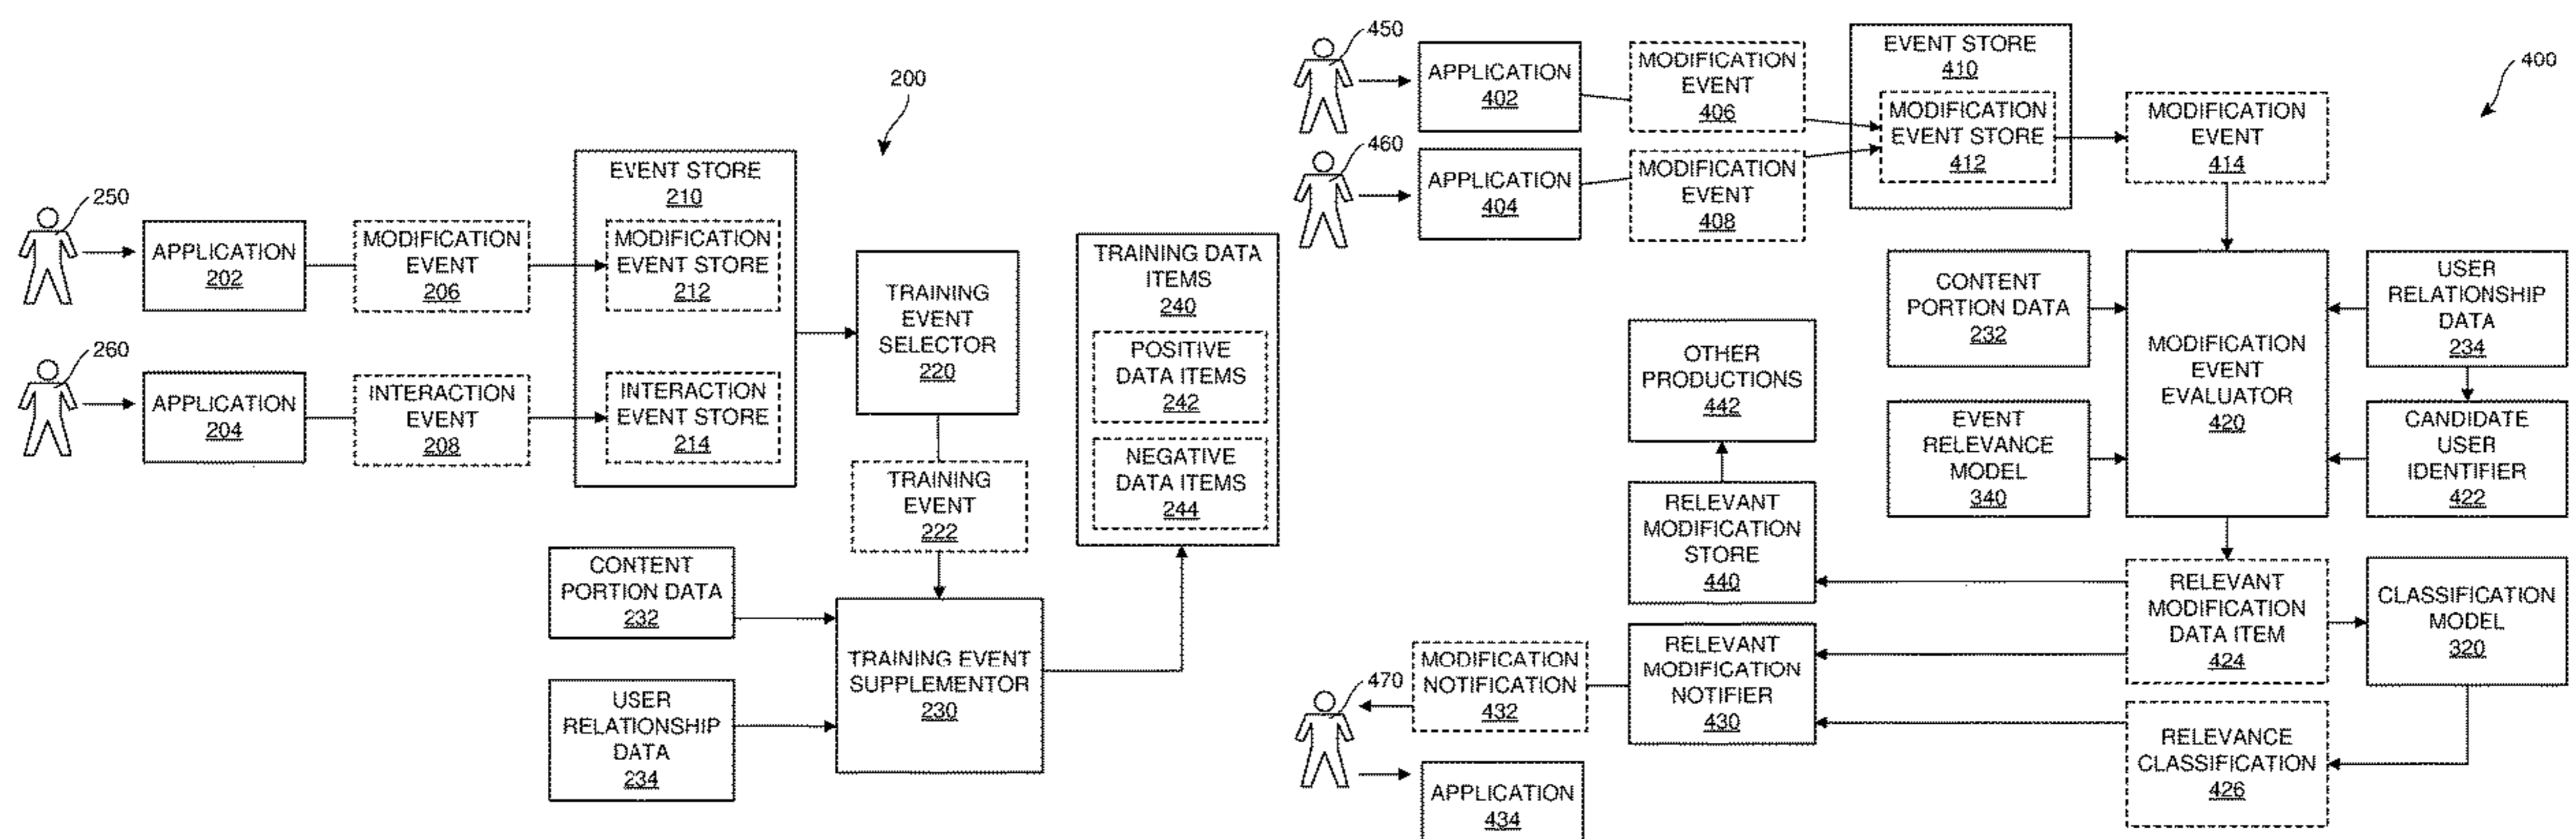 200
250
APPLICATION
202
MODIFICATION
EVENT
206
EVENT STORE
210
MODIFICATION
EVENT STORE
212
260
APPLICATION
204
INTERACTION
EVENT
208
INTERACTION
EVENT STORE
214
TRAINING
EVENT
SELECTOR
220
TRAINING
EVENT
222
CONTENT
PORTION DATA
232
USER
RELATIONSHIP
DATA
234
TRAINING EVENT
SUPPLEMENTOR
230
TRAINING DATA
ITEMS
240
POSITIVE
DATA ITEMS
242
NEGATIVE
DATA ITEMS
244
400
450
APPLICATION
402
MODIFICATION
EVENT
406
460
APPLICATION
404
MODIFICATION
EVENT
408
EVENT STORE
410
MODIFICATION
EVENT STORE
412
MODIFICATION
EVENT
414
CONTENT
PORTION DATA
232
EVENT
RELEVANCE
MODEL
340
MODIFICATION
EVENT
EVALUATOR
420
USER
RELATIONSHIP
DATA
234
CANDIDATE
USER
IDENTIFIER
422
OTHER
PRODUCTIONS
442
RELEVANT
MODIFICATION
STORE
440
RELEVANT
MODIFICATION
DATA ITEM
424
CLASSIFICATION
MODEL
320
RELEVANT
MODIFICATION
NOTIFIER
430
MODIFICATION
NOTIFICATION
432
470
APPLICATION
434
RELEVANCE
CLASSIFICATION
426